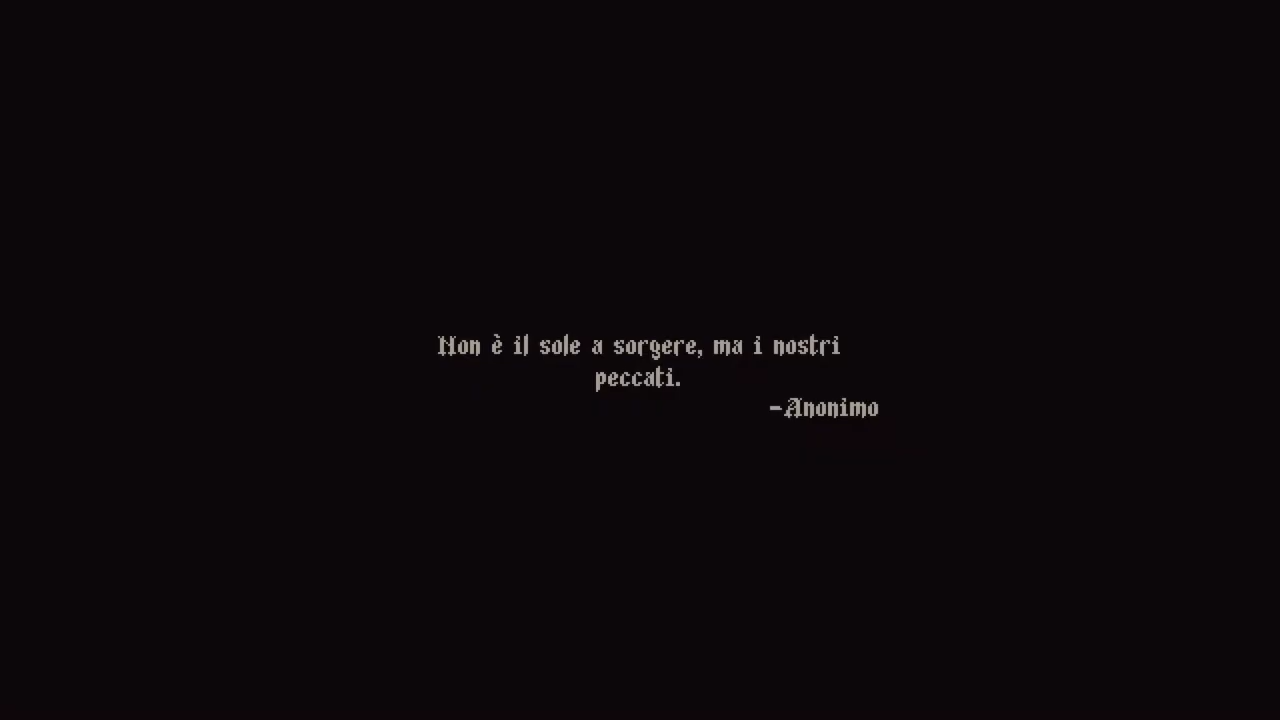 Non è il sole a sorgere, ma i nostri
peccati.
-Anonimo